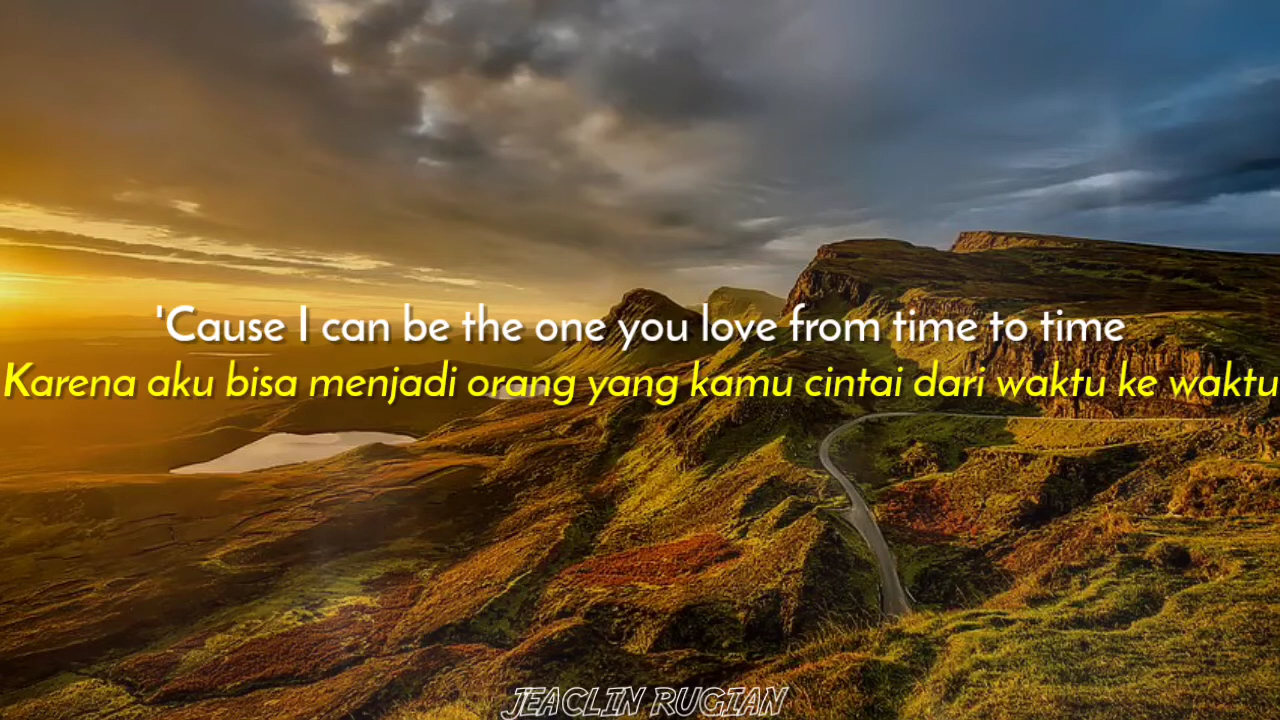 'Cause I can be the one you love from time to time
Karena aku bisa menjadi orang yang kamu cintai dari waktu ke waktu
JEACLIN RUGIAN